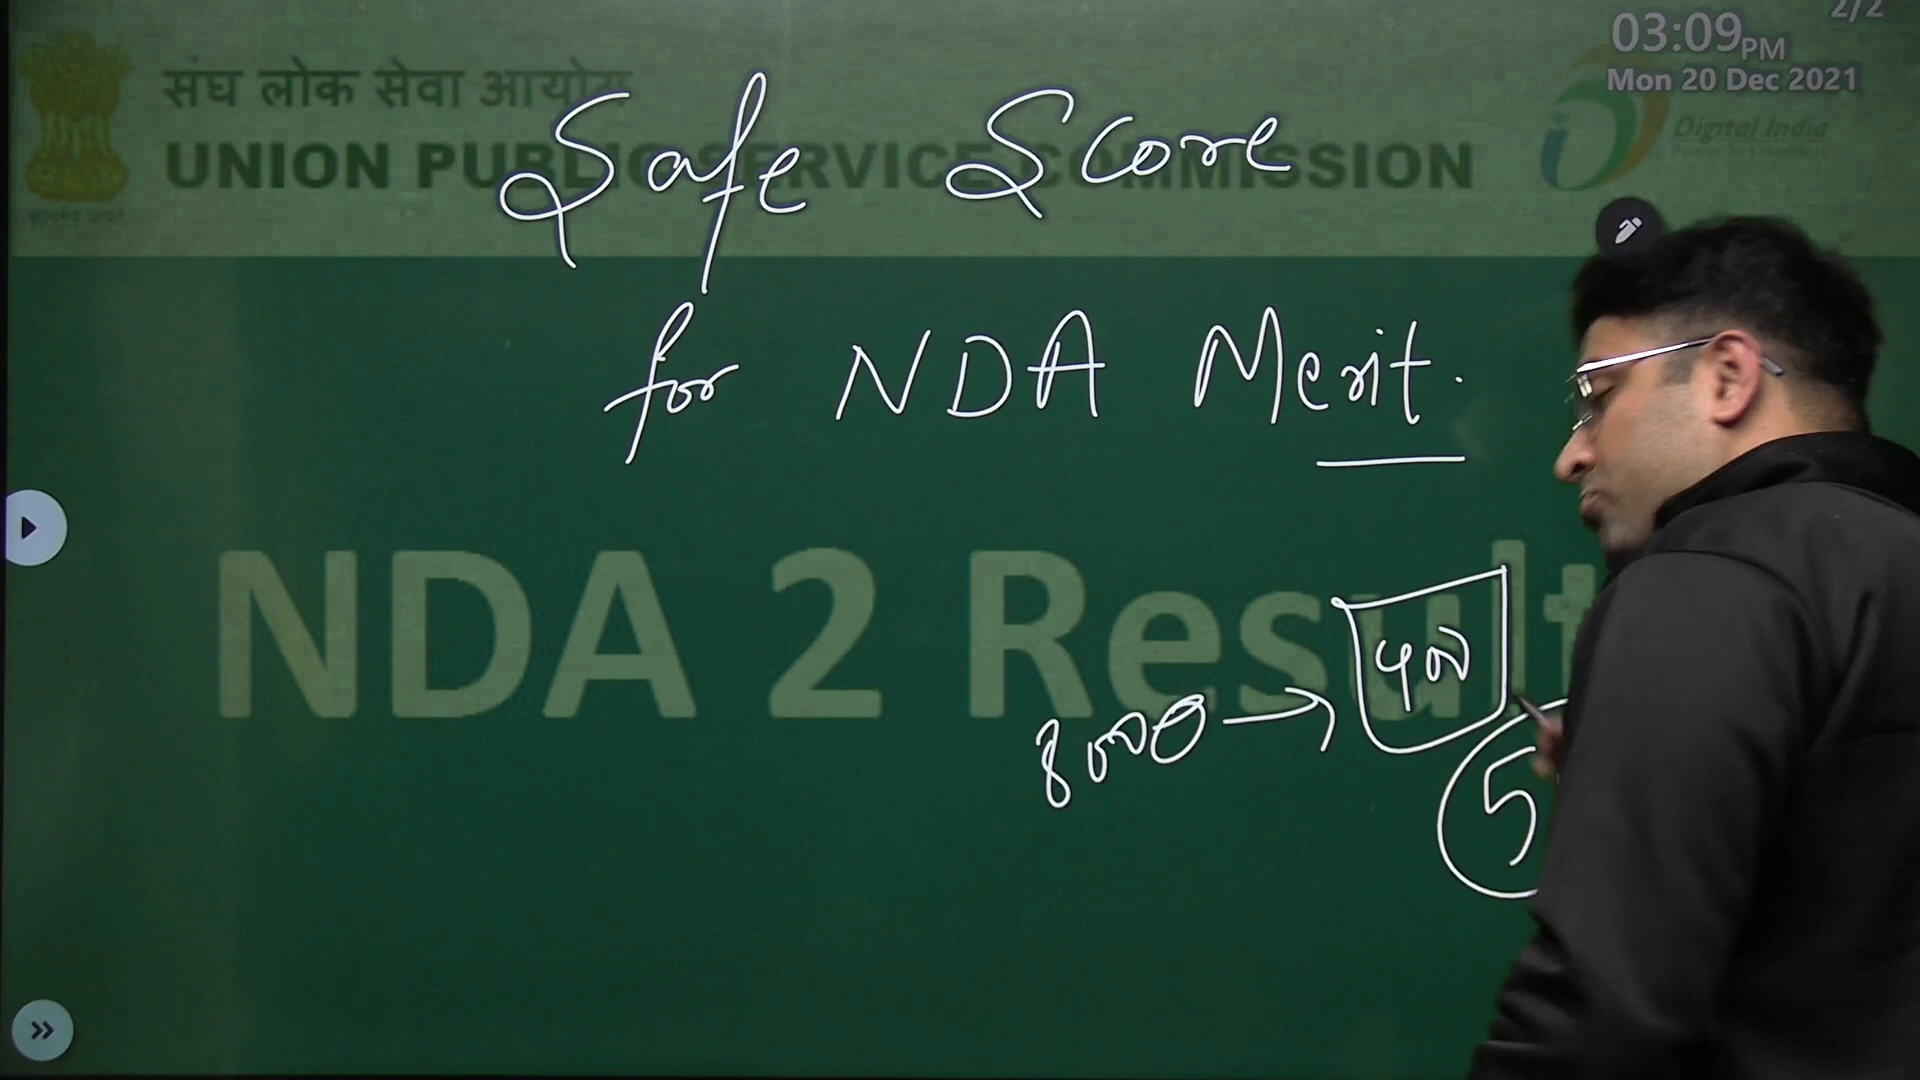 2/2
03:09PM
Mon 20 Dec 2021
संघ लोक सेवा आयोग
UNION PUBLIC SERVICE COMMISSION
Digital India
Safe Score
for NDA Merit.
NDA 2 Result
8000 → 400
5